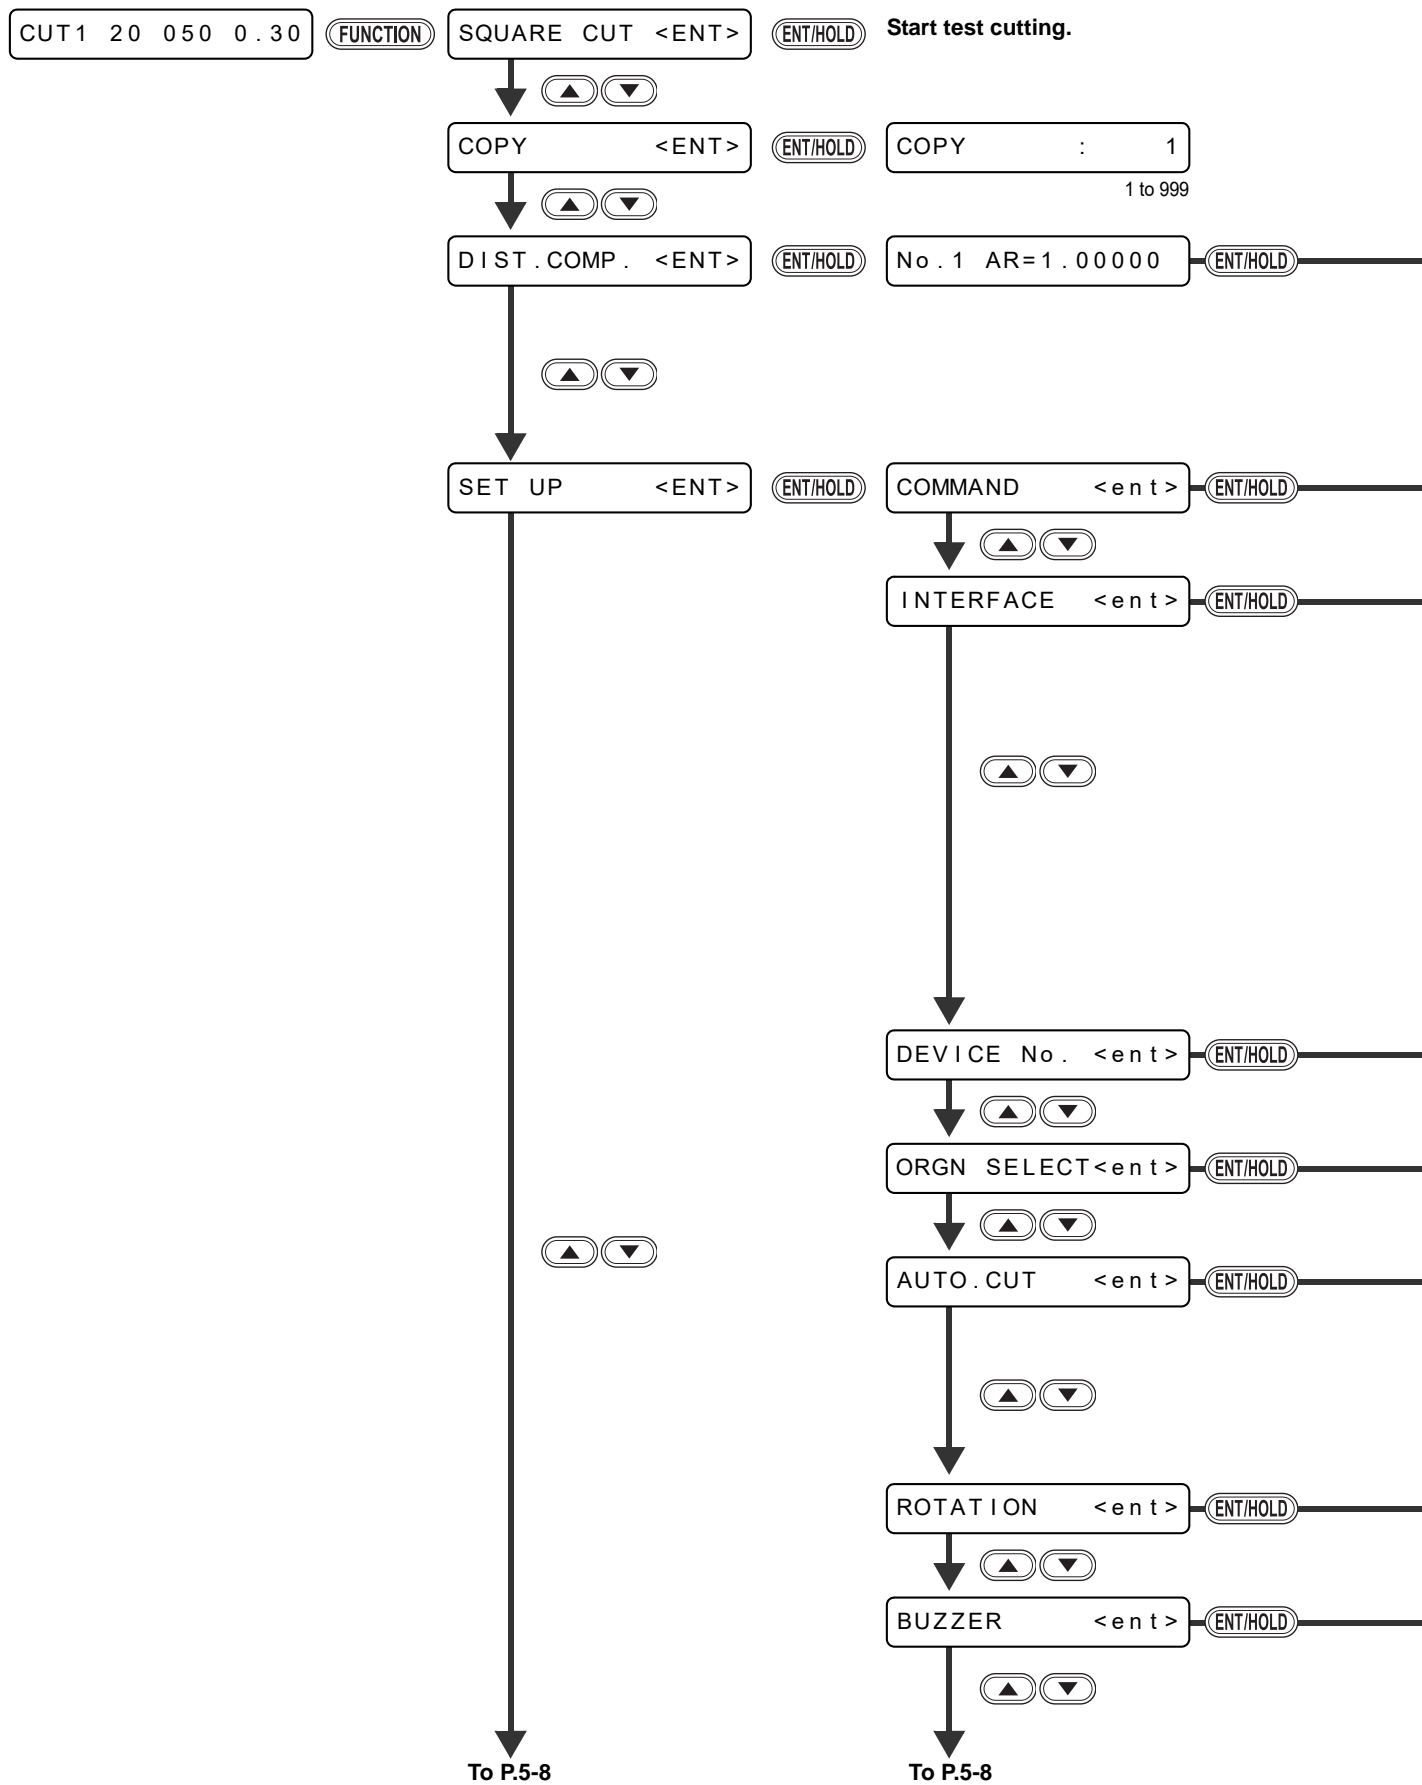 CUT1 20 050 0.30 FUNCTION SQUARE CUT <ENT> ENT/HOLD Start test cutting.
COPY <ENT> ENT/HOLD COPY : 1
1 to 999
DIST.COMP. <ENT> ENT/HOLD No.1 AR=1.00000 ENT/HOLD
SET UP <ENT> ENT/HOLD COMMAND <ent> ENT/HOLD
INTERFACE <ent> ENT/HOLD
DEVICE No. <ent> ENT/HOLD
ORGN SELECT<ent> ENT/HOLD
AUTO.CUT <ent> ENT/HOLD
ROTATION <ent> ENT/HOLD
BUZZER <ent> ENT/HOLD
To P.5-8 To P.5-8